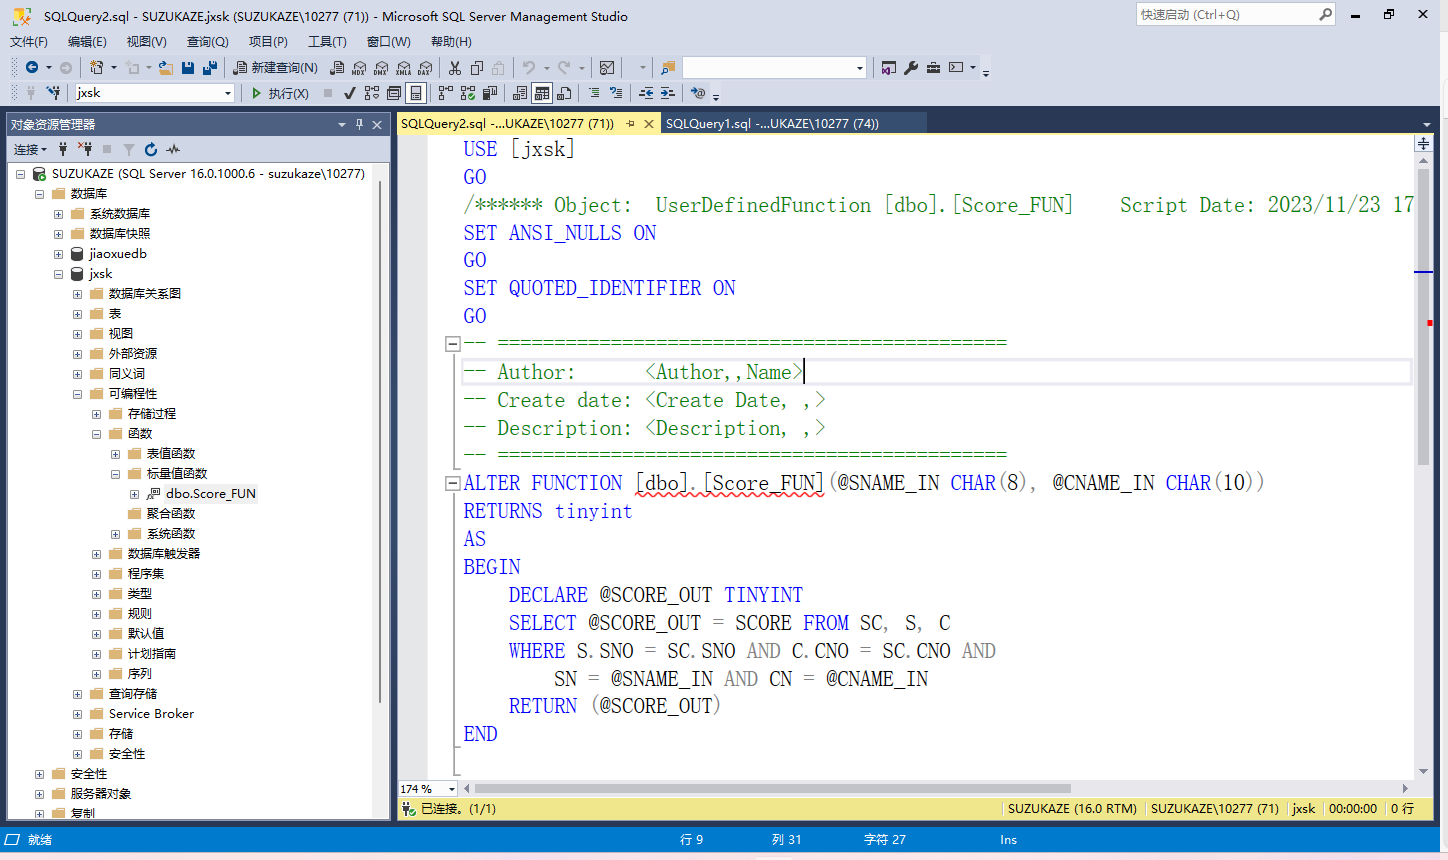 SQLQuery2.sql - SUZUKAZE.jxsk (SUZUKAZE\10277 (71)) - Microsoft SQL Server Management Studio
快速启动 (Ctrl+Q)
文件(F) 编辑(E) 视图(V) 查询(Q) 项目(P) 工具(T) 窗口(W) 帮助(H)
新建查询(N) MDX DMX XMLA DAX
jxsk 执行(X)
对象资源管理器
连接
SUZUKAZE (SQL Server 16.0.1000.6 - suzukaze\10277)
数据库
系统数据库
数据库快照
jiaoxuedb
jxsk
数据库关系图
表
视图
外部资源
同义词
可编程性
存储过程
函数
表值函数
标量值函数
dbo.Score_FUN
聚合函数
系统函数
数据库触发器
程序集
类型
规则
默认值
计划指南
序列
查询存储
Service Broker
存储
安全性
安全性
服务器对象
复制
SQLQuery2.sql -...UKAZE\10277 (71)) SQLQuery1.sql -...UKAZE\10277 (74))
USE [jxsk]
GO
/****** Object:  UserDefinedFunction [dbo].[Score_FUN]    Script Date: 2023/11/23 17
SET ANSI_NULLS ON
GO
SET QUOTED_IDENTIFIER ON
GO
-- =============================================
-- Author:      <Author,,Name>
-- Create date: <Create Date, ,>
-- Description: <Description, ,>
-- =============================================
ALTER FUNCTION [dbo].[Score_FUN](@SNAME_IN CHAR(8), @CNAME_IN CHAR(10))
RETURNS tinyint
AS
BEGIN
    DECLARE @SCORE_OUT TINYINT
    SELECT @SCORE_OUT = SCORE FROM SC, S, C
    WHERE S.SNO = SC.SNO AND C.CNO = SC.CNO AND
        SN = @SNAME_IN AND CN = @CNAME_IN
    RETURN (@SCORE_OUT)
END
174 %
已连接。(1/1) SUZUKAZE (16.0 RTM) SUZUKAZE\10277 (71) jxsk 00:00:00 0 行
就绪 行 9 列 31 字符 27 Ins